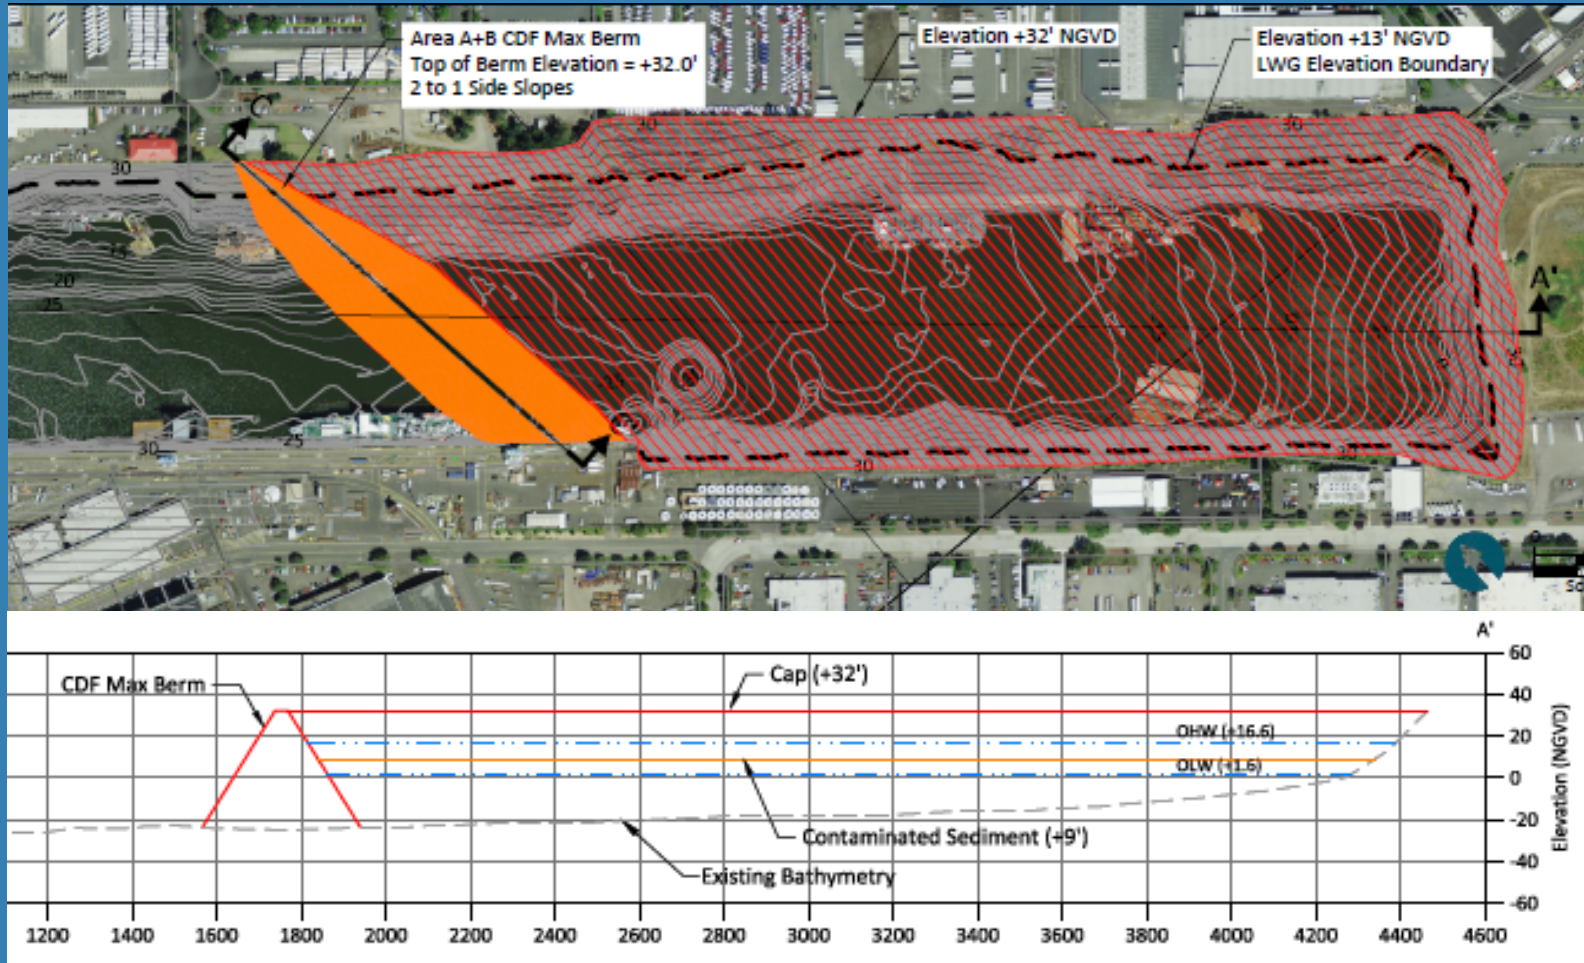 Area A+B CDF Max Berm
Top of Berm Elevation = +32.0'
2 to 1 Side Slopes
Elevation +32' NGVD
Elevation +13' NGVD
LWG Elevation Boundary
C
30
30
30
A'
-20
25
25
30
30
0
A'
CDF Max Berm
Cap (+32')
OHW (+16.6)
OLW (+1.6)
Contaminated Sediment (+9')
Existing Bathymetry
60
40
20
0
-20
-40
-60
Elevation (NGVD)
1200 1400 1600 1800 2000 2200 2400 2600 2800 3000 3200 3400 3600 3800 4000 4200 4400 4600